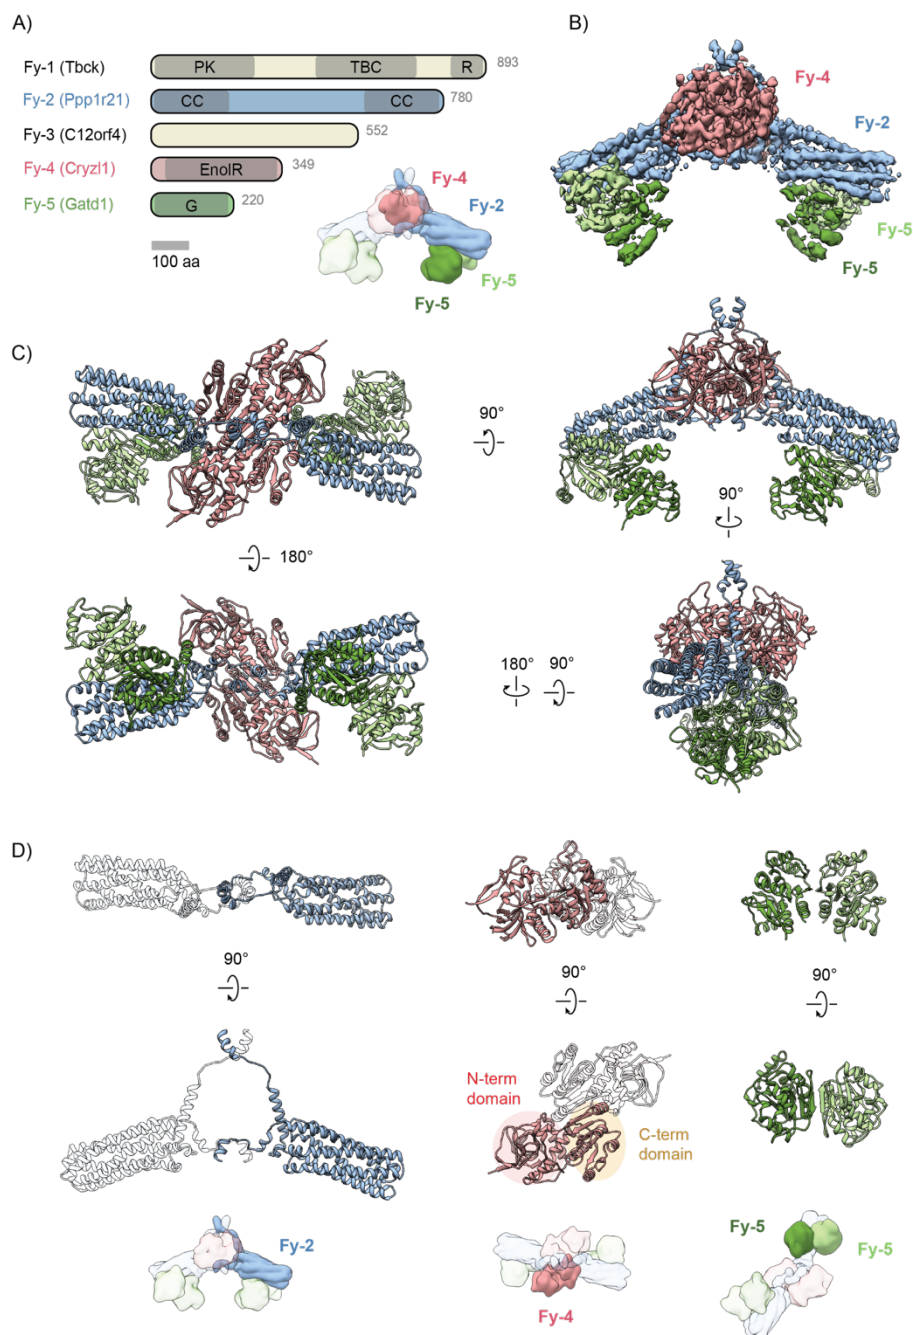 A)
Fy-1 (Tbck)
PK
TBC
R
893
Fy-2 (Ppp1r21)
CC
CC
780
Fy-3 (C12orf4)
552
Fy-4 (Cryzl1)
EnolR
349
Fy-5 (Gatd1)
G
220
100 aa
Fy-4
Fy-2
Fy-5
Fy-5
B)
Fy-4
Fy-2
Fy-5
Fy-5
C)
90°
90°
180°
180°
90°
D)
90°
90°
90°
N-term
domain
C-term
domain
Fy-2
Fy-4
Fy-5
Fy-5